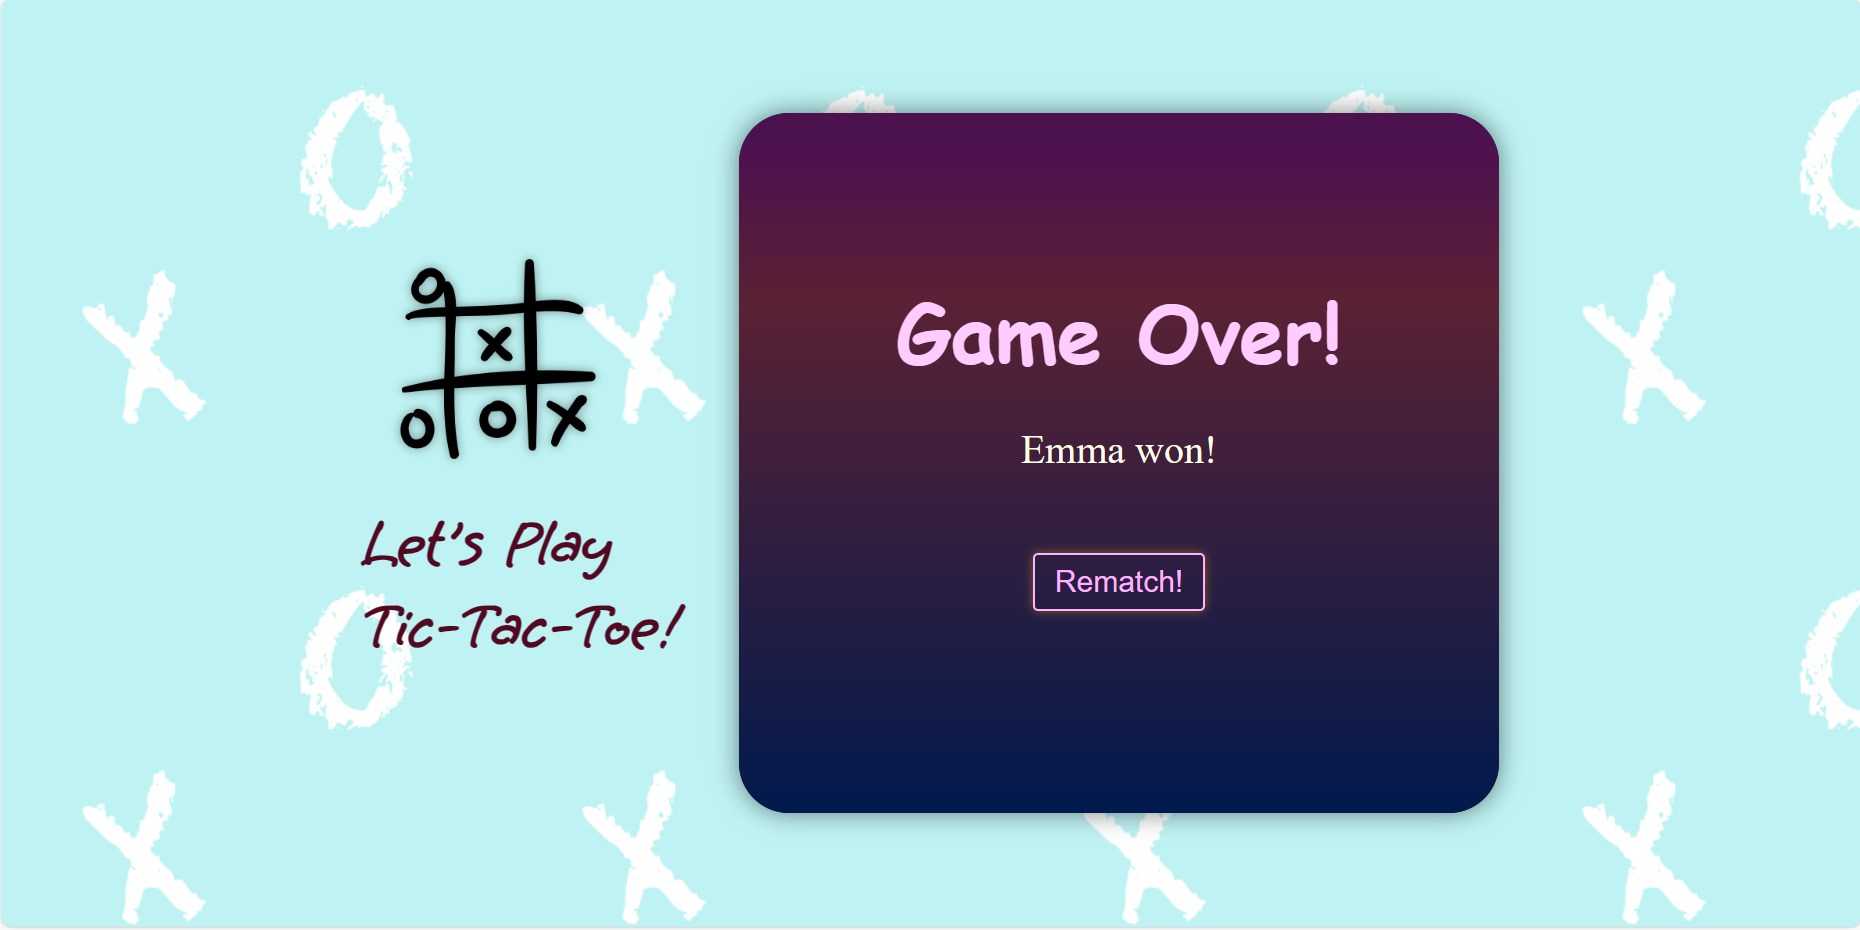 Let's Play
Tic-Tac-Toe!
Game Over!
Emma won!
Rematch!